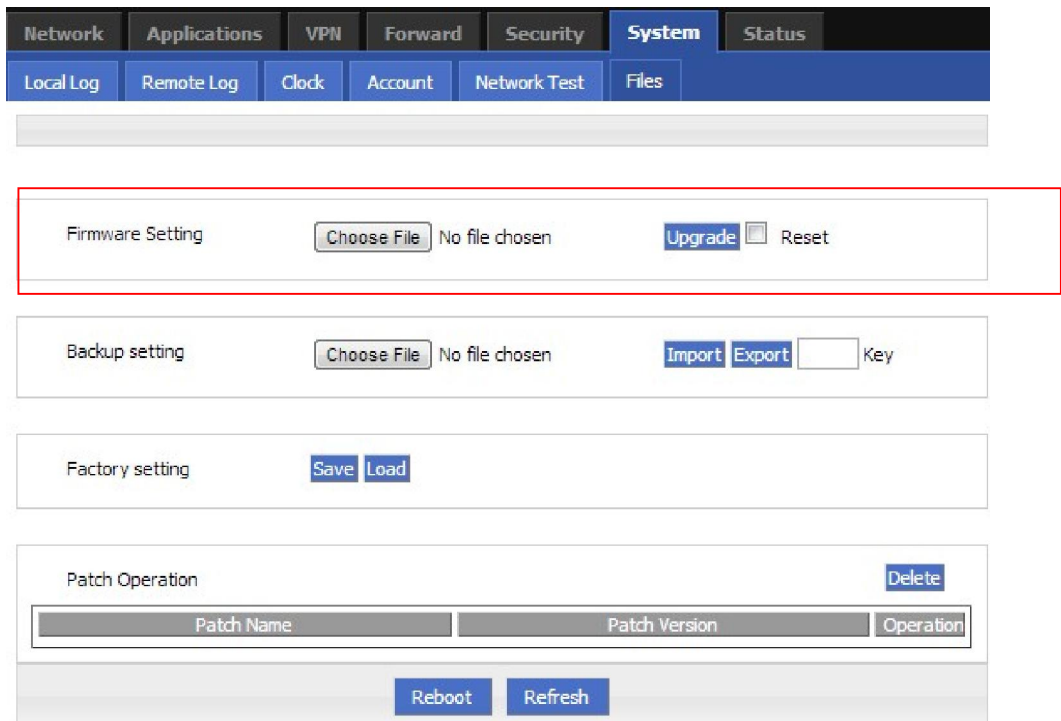 Network Applications VPN Forward Security System Status
Local Log Remote Log Clock Account Network Test Files
Firmware Setting Choose File No file chosen Upgrade Reset
Backup setting Choose File No file chosen Import Export Key
Factory setting Save Load
Patch Operation Delete
Patch Name Patch Version Operation
Reboot Refresh